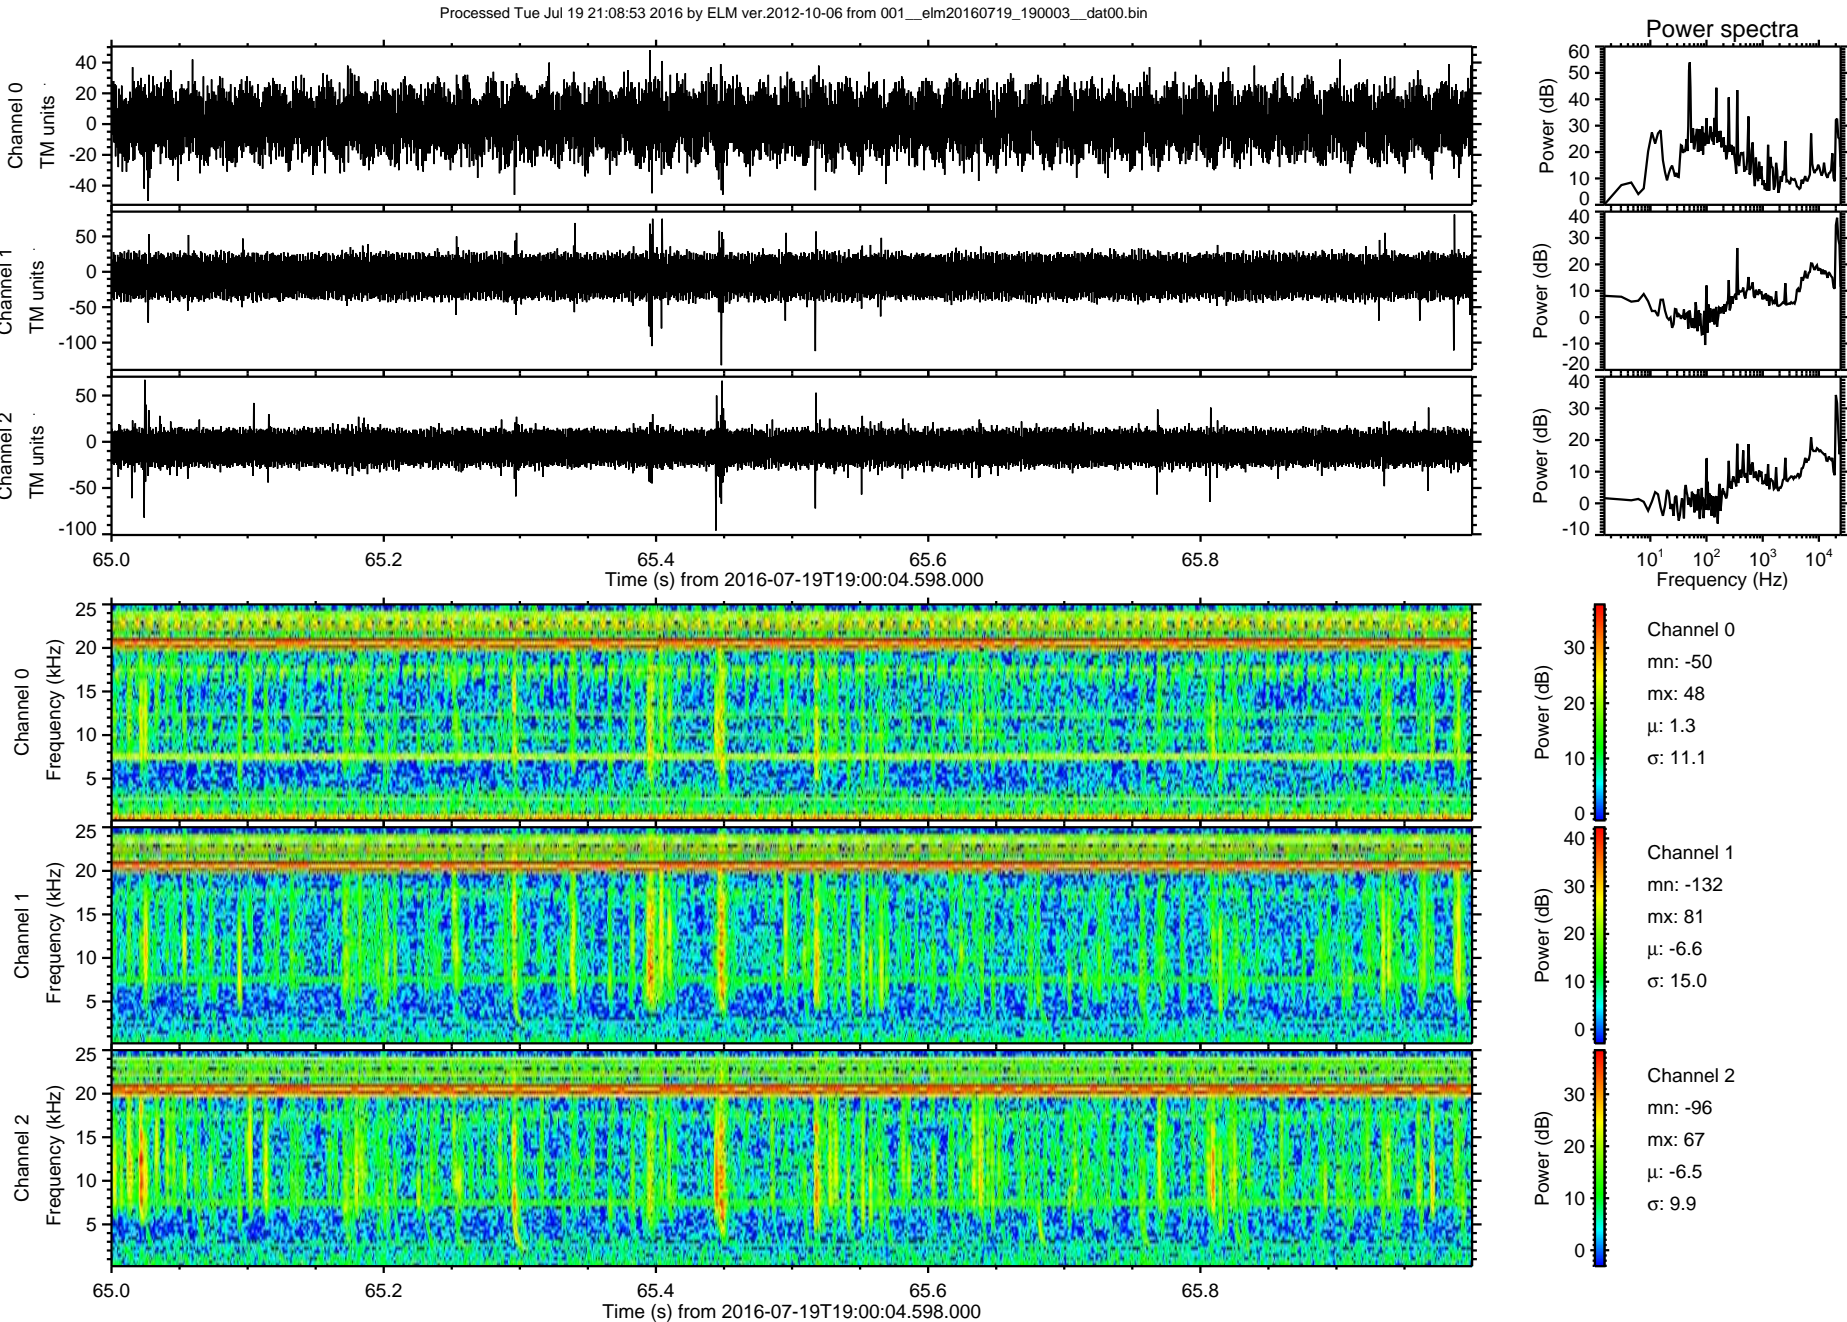 Processed Tue Jul 19 21:08:53 2016 by ELM ver.2012-10-06 from 001__elm20160719_190003__dat00.bin
Power spectra
Channel 0
TM units
40
20
0
-20
-40
Power (dB)
60
50
40
30
20
10
0
Channel 1
TM units
50
0
-50
-100
Power (dB)
40
30
20
10
0
-10
-20
Channel 2
TM units
50
0
-50
-100
Power (dB)
40
30
20
10
0
-10
65.0 65.2 65.4 65.6 65.8
Time (s) from 2016-07-19T19:00:04.598.000
10^1 10^2 10^3 10^4
Frequency (Hz)
Channel 0
Frequency (kHz)
25
20
15
10
5
Power (dB)
30
20
10
0
Channel 0
mn: -50
mx: 48
μ: 1.3
σ: 11.1
Channel 1
Frequency (kHz)
25
20
15
10
5
Power (dB)
40
30
20
10
0
Channel 1
mn: -132
mx: 81
μ: -6.6
σ: 15.0
Channel 2
Frequency (kHz)
25
20
15
10
5
Power (dB)
30
20
10
0
Channel 2
mn: -96
mx: 67
μ: -6.5
σ: 9.9
65.0 65.2 65.4 65.6 65.8
Time (s) from 2016-07-19T19:00:04.598.000